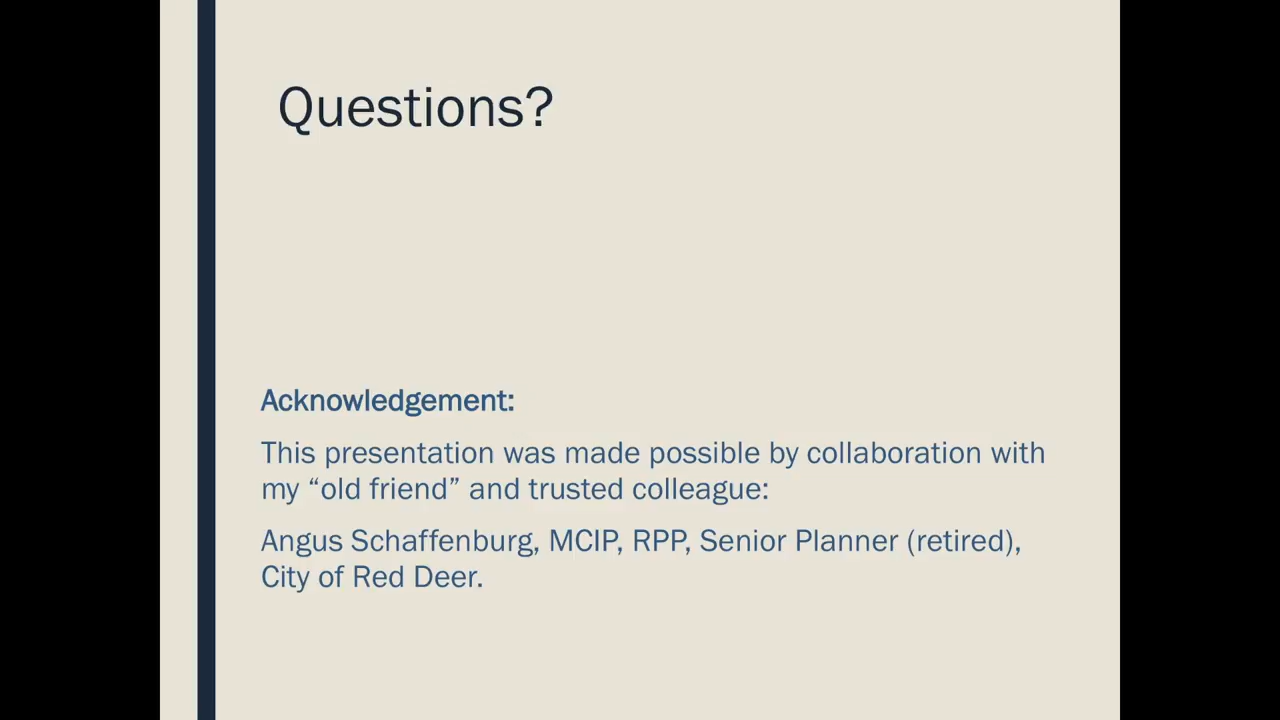 Questions?
Acknowledgement:
This presentation was made possible by collaboration with
my “old friend” and trusted colleague:
Angus Schaffenburg, MCIP, RPP, Senior Planner (retired),
City of Red Deer.